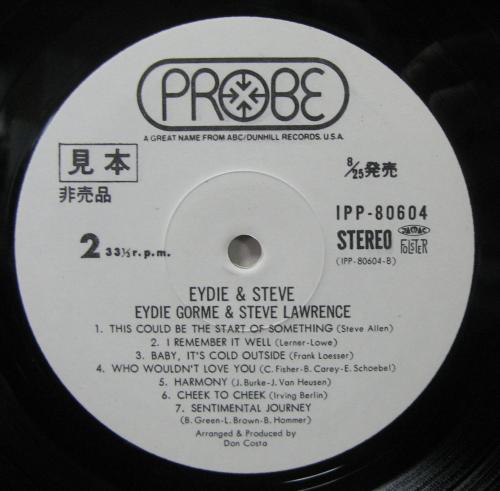 PROBE
A GREAT NAME FROM ABC/DUNHILL RECORDS. U.S.A.
見本
非売品
8/25発売
IPP-80604
2 33⅓ r.p.m.
STEREO
FOLSTER
(IPP-80604-B)
EYDIE & STEVE
EYDIE GORME & STEVE LAWRENCE
1. THIS COULD BE THE START OF SOMETHING (Steve Allen)
2. I REMEMBER IT WELL (Lerner-Lowe)
3. BABY, IT'S COLD OUTSIDE (Frank Loesser)
4. WHO WOULDN'T LOVE YOU (C. Fisher-B. Carey-E. Schoebel)
5. HARMONY (J. Burke-J. Van Heusen)
6. CHEEK TO CHEEK (Irving Berlin)
7. SENTIMENTAL JOURNEY
(B. Green-L. Brown-B. Hommer)
Arranged & Produced by
Don Costa